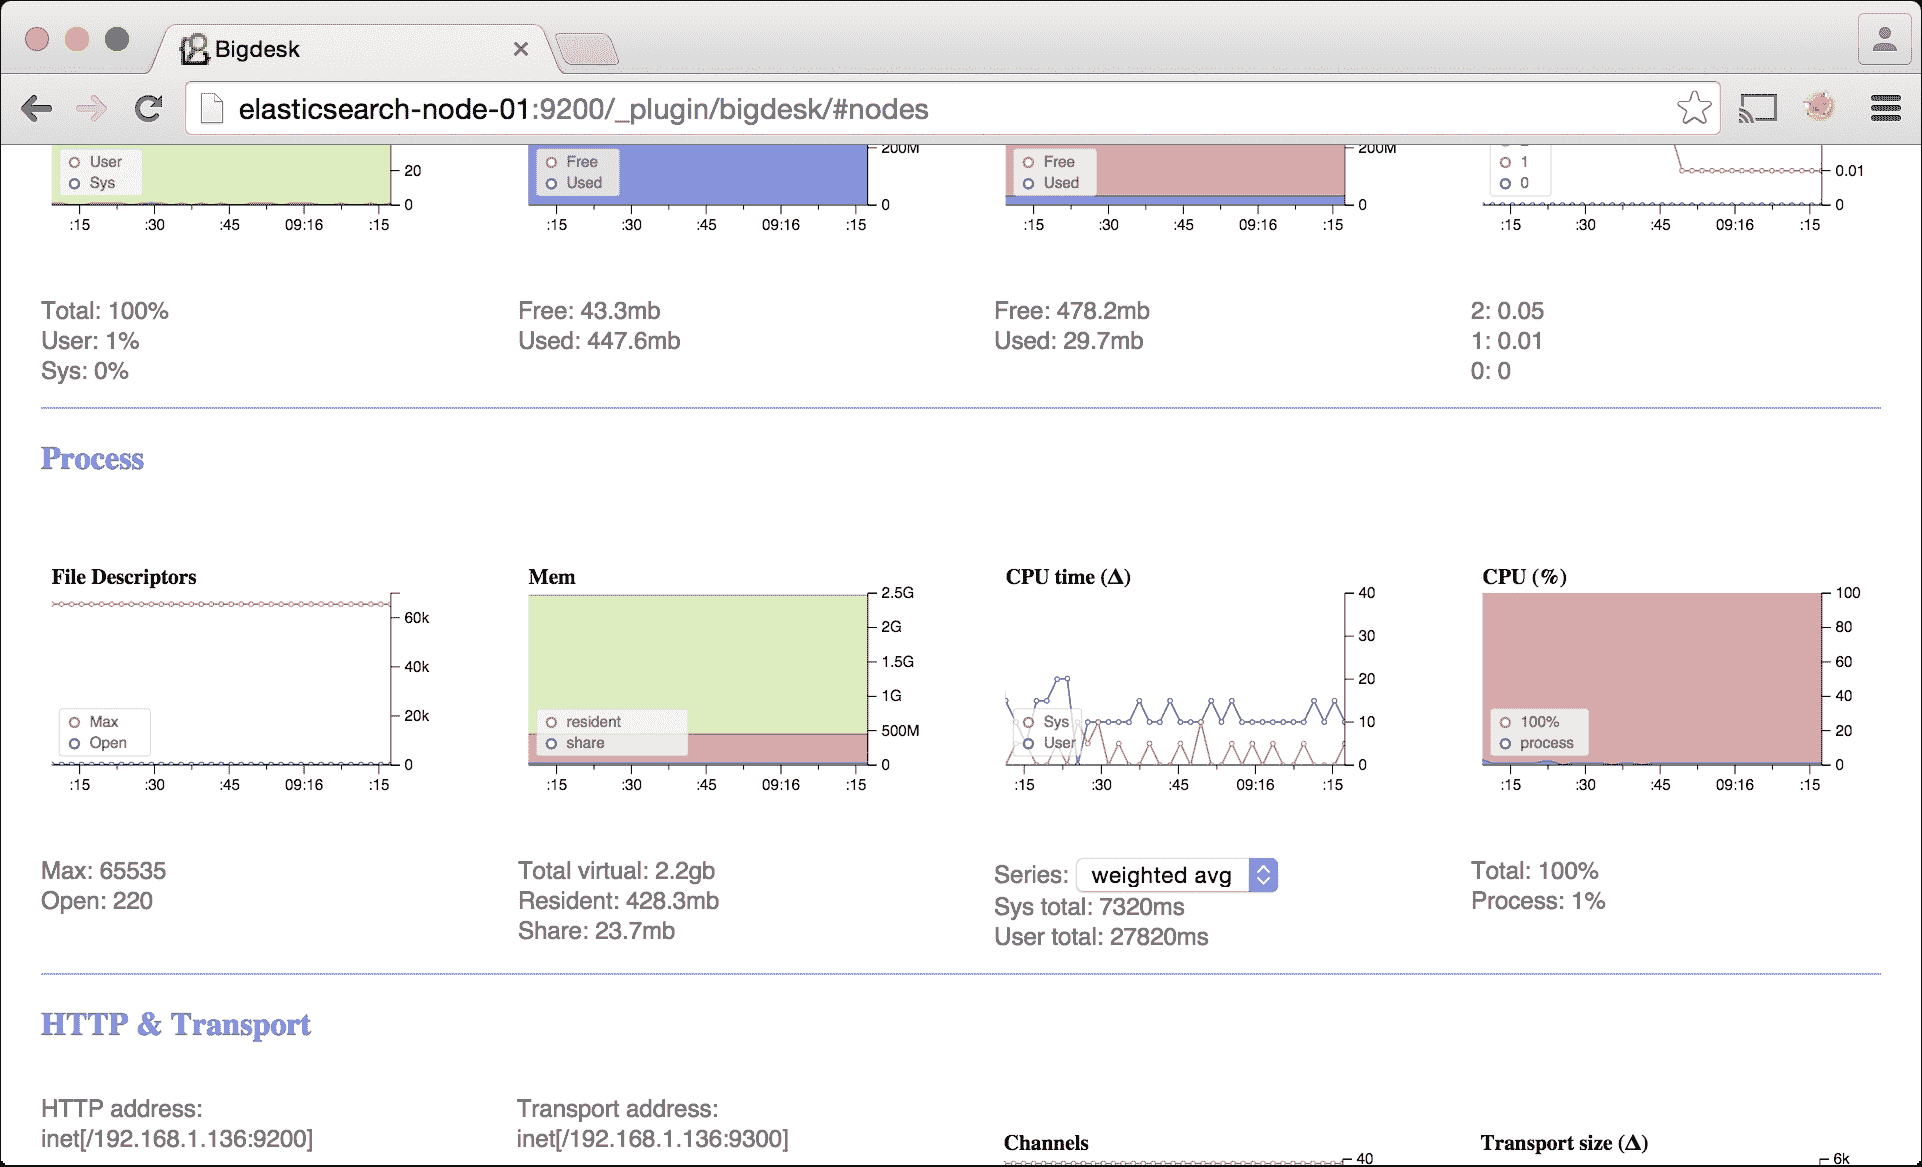 Bigdesk
elasticsearch-node-01:9200/_plugin/bigdesk/#nodes
User
Sys
20
0
:15 :30 :45 09:16 :15
Free
Used
200M
0
:15 :30 :45 09:16 :15
Free
Used
200M
0
:15 :30 :45 09:16 :15
1
0
0.01
0
:15 :30 :45 09:16 :15
Total: 100%
User: 1%
Sys: 0%
Free: 43.3mb
Used: 447.6mb
Free: 478.2mb
Used: 29.7mb
2: 0.05
1: 0.01
0: 0
Process
File Descriptors
60k
40k
20k
0
Max
Open
:15 :30 :45 09:16 :15
Max: 65535
Open: 220
Mem
2.5G
2G
1.5G
1G
500M
0
resident
share
:15 :30 :45 09:16 :15
Total virtual: 2.2gb
Resident: 428.3mb
Share: 23.7mb
CPU time (Δ)
40
30
20
10
0
Sys
User
:15 :30 :45 09:16 :15
Series: weighted avg
Sys total: 7320ms
User total: 27820ms
CPU (%)
100
80
60
40
20
0
100%
process
:15 :30 :45 09:16 :15
Total: 100%
Process: 1%
HTTP & Transport
HTTP address:
inet[/192.168.1.136:9200]
Transport address:
inet[/192.168.1.136:9300]
Channels
40
Transport size (Δ)
6k